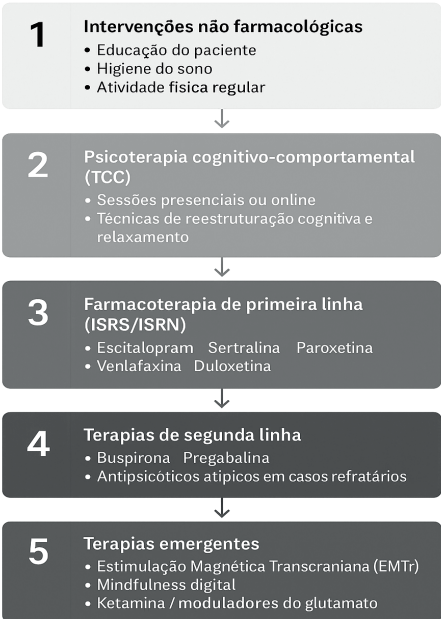 1
Intervenções não farmacológicas
• Educação do paciente
• Higiene do sono
• Atividade fisica regular
2
Psicoterapia cognitivo-comportamental
(TCC)
• Sessões presenciais ou online
• Técnicas de reestruturação cognitiva e
relaxamento
3
Farmacoterapia de primeira linha
(ISRS/ISRN)
• Escitalopram Sertralina Paroxetina
• Venlafaxina Duloxetina
4
Terapias de segunda linha
• Buspirona Pregabalina
• Antipsicóticos atipicos em casos refratários
5
Terapias emergentes
• Estimulação Magnética Transcraniana (EMTr)
• Mindfulness digital
• Ketamina / moduladores do glutamato